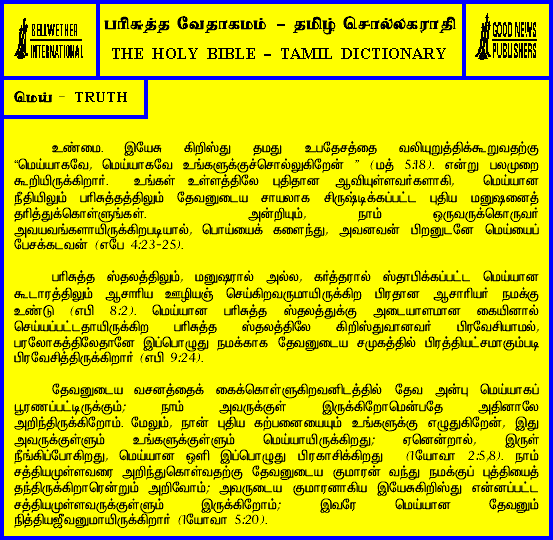 BELLWETHER
INTERNATIONAL
பரிசுத்த வேதாகமம் – தமிழ் சொல்லகராதி
THE HOLY BIBLE – TAMIL DICTIONARY
GOOD NEWS
PUBLISHERS
மெய் – TRUTH
உண்மை. இயேசு கிறிஸ்து தமது உபதேசத்தை வலியுறுத்திக்கூறுவதற்கு
“மெய்யாகவே, மெய்யாகவே உங்களுக்குச்சொல்லுகிறேன் ” (மத் 5:18). என்று பலமுறை
கூறியிருக்கிறார். உங்கள் உள்ளத்திலே புதிதான ஆவியுள்ளவர்களாகி, மெய்யான
நீதியிலும் பரிசுத்தத்திலும் தேவனுடைய சாயலாக சிருஷ்டிக்கப்பட்ட புதிய மனுஷனைத்
தரித்துக்கொள்ளுங்கள். அன்றியும், நாம் ஒருவருக்கொருவர்
அவயவங்களாயிருக்கிறபடியால், பொய்யைக் களைந்து, அவனவன் பிறனுடனே மெய்யைப்
பேசக்கடவன் (எபே 4:23-25).
பரிசுத்த ஸ்தலத்திலும், மனுஷரால் அல்ல, கர்த்தரால் ஸ்தாபிக்கப்பட்ட மெய்யான
கூடாரத்திலும் ஆசாரிய ஊழியஞ் செய்கிறவருமாயிருக்கிற பிரதான ஆசாரியர் நமக்கு
உண்டு (எபி 8:2). மெய்யான பரிசுத்த ஸ்தலத்துக்கு அடையாளமான கையினால்
செய்யப்பட்டதாயிருக்கிற பரிசுத்த ஸ்தலத்திலே கிறிஸ்துவானவர் பிரவேசியாமல்,
பரலோகத்திலேதானே இப்பொழுது நமக்காக தேவனுடைய சமுகத்தில் பிரத்தியட்சமாகும்படி
பிரவேசித்திருக்கிறார் (எபி 9:24).
தேவனுடைய வசனத்தைக் கைக்கொள்ளுகிறவனிடத்தில் தேவ அன்பு மெய்யாகப்
பூரணப்பட்டிருக்கும்; நாம் அவருக்குள் இருக்கிறோமென்பதை அதினாலே
அறிந்திருக்கிறோம். மேலும், நான் புதிய கற்பனையையும் உங்களுக்கு எழுதுகிறேன், இது
அவருக்குள்ளும் உங்களுக்குள்ளும் மெய்யாயிருக்கிறது; ஏனென்றால், இருள்
நீங்கிப்போகிறது, மெய்யான ஒளி இப்பொழுது பிரகாசிக்கிறது (1யோவா 2:5,8). நாம்
சத்தியமுள்ளவரை அறிந்துகொள்வதற்கு தேவனுடைய குமாரன் வந்து நமக்குப் புத்தியைத்
தந்திருக்கிறாரென்றும் அறிவோம்; அவருடைய குமாரனாகிய இயேசுகிறிஸ்து என்னப்பட்ட
சத்தியமுள்ளவருக்குள்ளும் இருக்கிறோம்; இவரே மெய்யான தேவனும்
நித்தியஜீவனுமாயிருக்கிறார் (1யோவா 5:20).